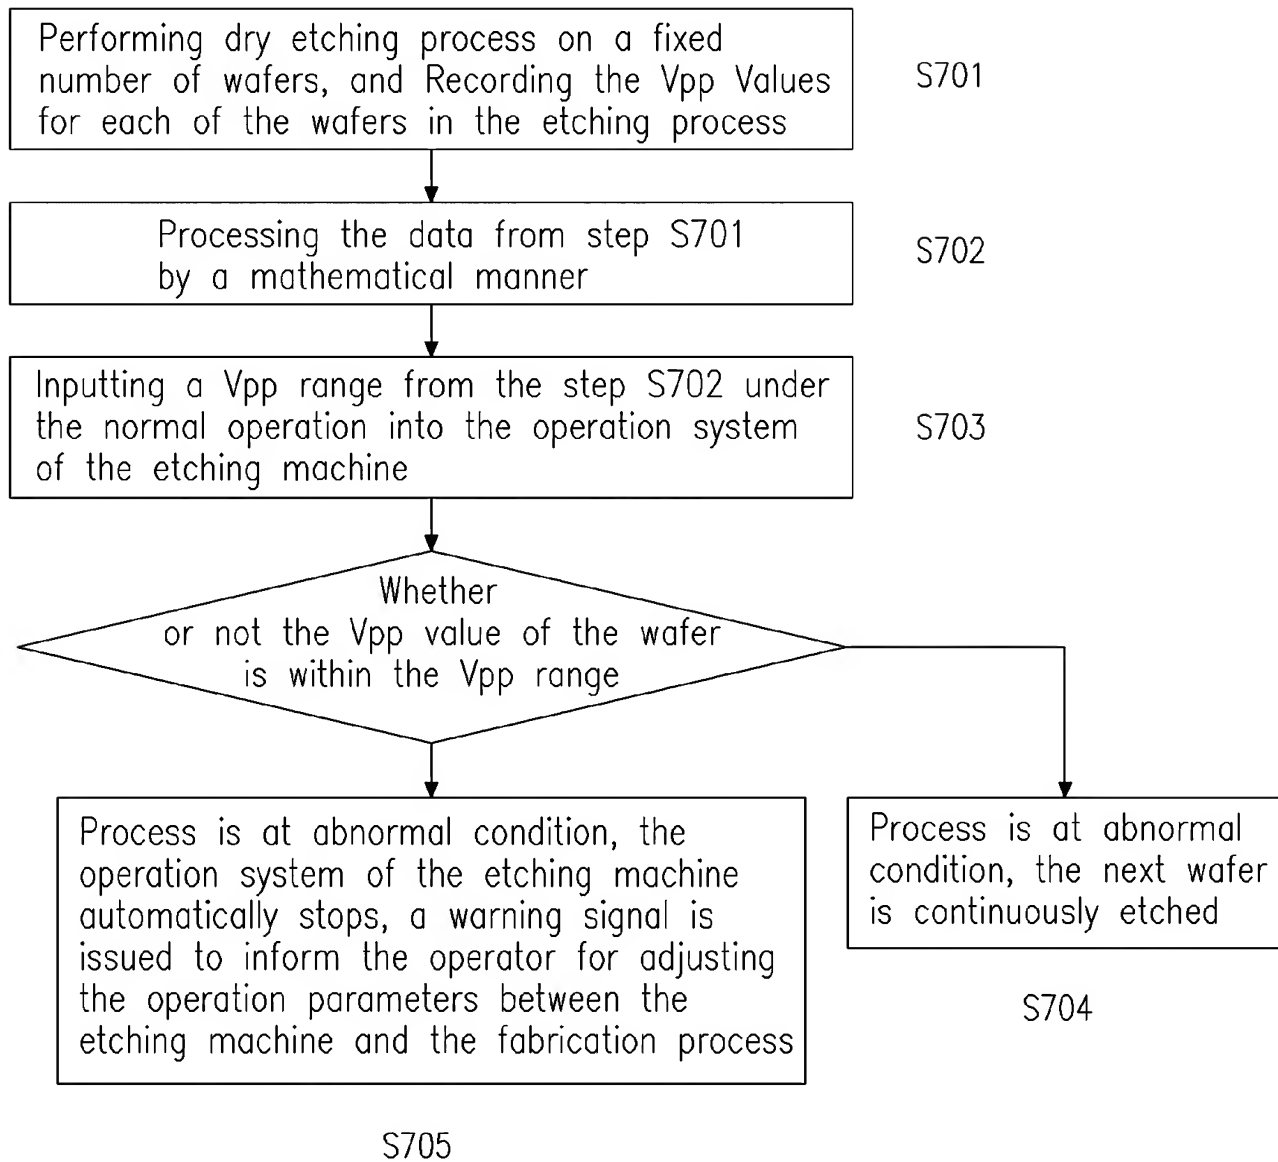 Performing dry etching process on a fixed
number of wafers, and Recording the Vpp Values
for each of the wafers in the etching process
S701
Processing the data from step S701
by a mathematical manner
S702
Inputting a Vpp range from the step S702 under
the normal operation into the operation system
of the etching machine
S703
Whether
or not the Vpp value of the wafer
is within the Vpp range
Process is at abnormal condition, the
operation system of the etching machine
automatically stops, a warning signal is
issued to inform the operator for adjusting
the operation parameters between the
etching machine and the fabrication process
S705
Process is at abnormal
condition, the next wafer
is continuously etched
S704